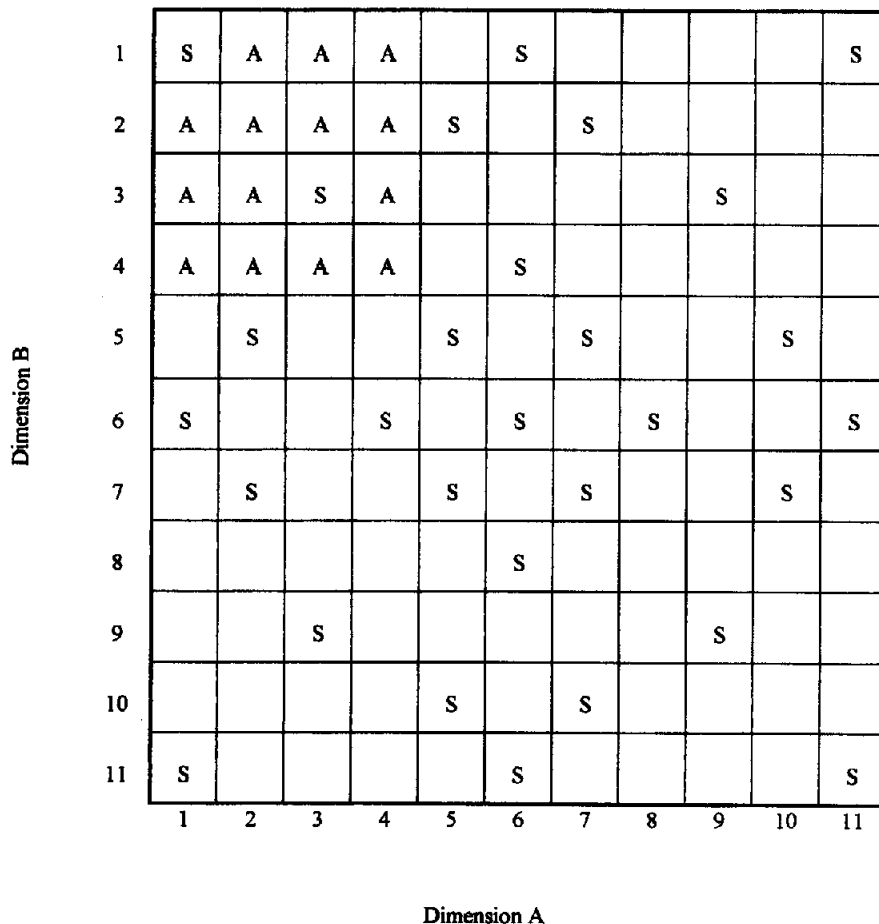 1 S A A A S S
2 A A A A S S
3 A A S A S
4 A A A A S
5 S S S S
6 S S S S S
7 S S S S
8 S
9 S S
10 S S
11 S S S
1 2 3 4 5 6 7 8 9 10 11
Dimension B
Dimension A